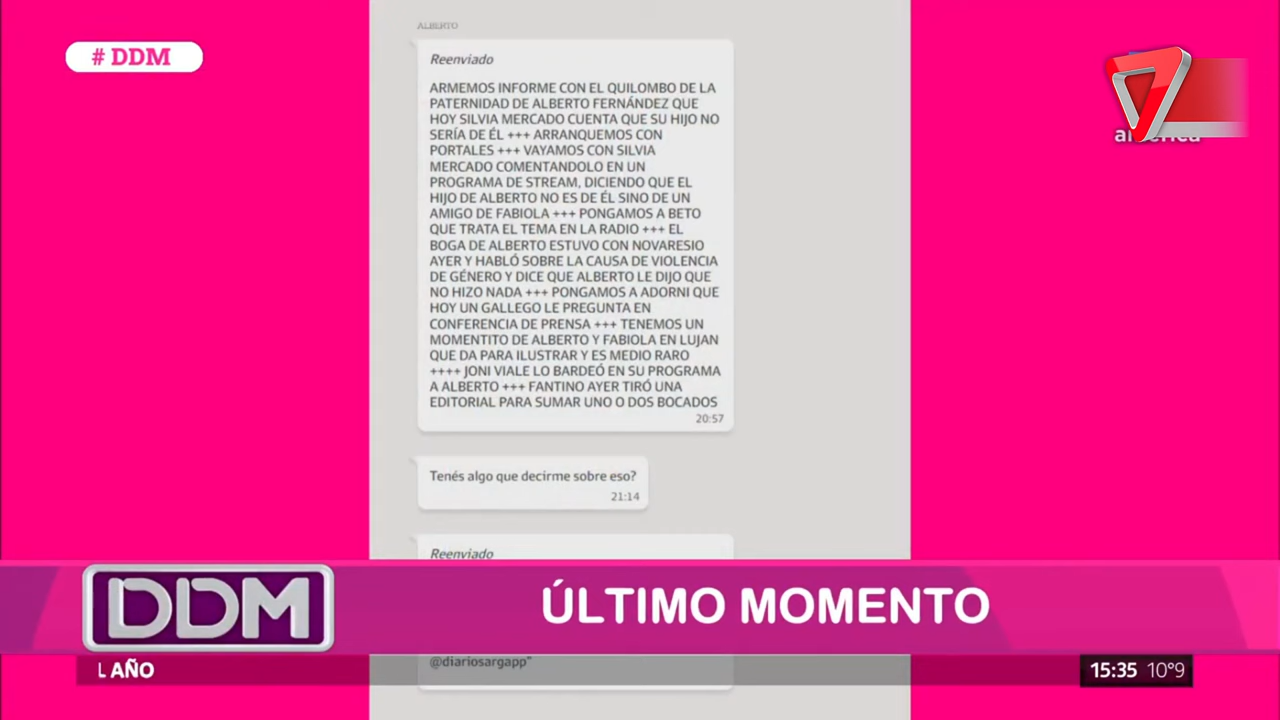 # DDM
ALBERTO
Reenviado
ARMEMOS INFORME CON EL QUILOMBO DE LA
PATERNIDAD DE ALBERTO FERNÁNDEZ QUE
HOY SILVIA MERCADO CUENTA QUE SU HIJO NO
SERÍA DE ÉL +++ ARRANQUEMOS CON
PORTALES +++ VAYAMOS CON SILVIA
MERCADO COMENTANDOLO EN UN
PROGRAMA DE STREAM, DICIENDO QUE EL
HIJO DE ALBERTO NO ES DE ÉL SINO DE UN
AMIGO DE FABIOLA +++ PONGAMOS A BETO
QUE TRATA EL TEMA EN LA RADIO +++ EL
BOGA DE ALBERTO ESTUVO CON NOVARESIO
AYER Y HABLÓ SOBRE LA CAUSA DE VIOLENCIA
DE GÉNERO Y DICE QUE ALBERTO LE DIJO QUE
NO HIZO NADA +++ PONGAMOS A ADORNI QUE
HOY UN GALLEGO LE PREGUNTA EN
CONFERENCIA DE PRENSA +++ TENEMOS UN
MOMENTITO DE ALBERTO Y FABIOLA EN LUJAN
QUE DA PARA ILUSTRAR Y ES MEDIO RARO
++++ JONI VIALE LO BARDEÓ EN SU PROGRAMA
A ALBERTO +++ FANTINO AYER TIRÓ UNA
EDITORIAL PARA SUMAR UNO O DOS BOCADOS
20:57
Tenés algo que decirme sobre eso?
21:14
Reenviado
DDM
ÚLTIMO MOMENTO
@diariosargapp"
L AÑO
15:35 10°9